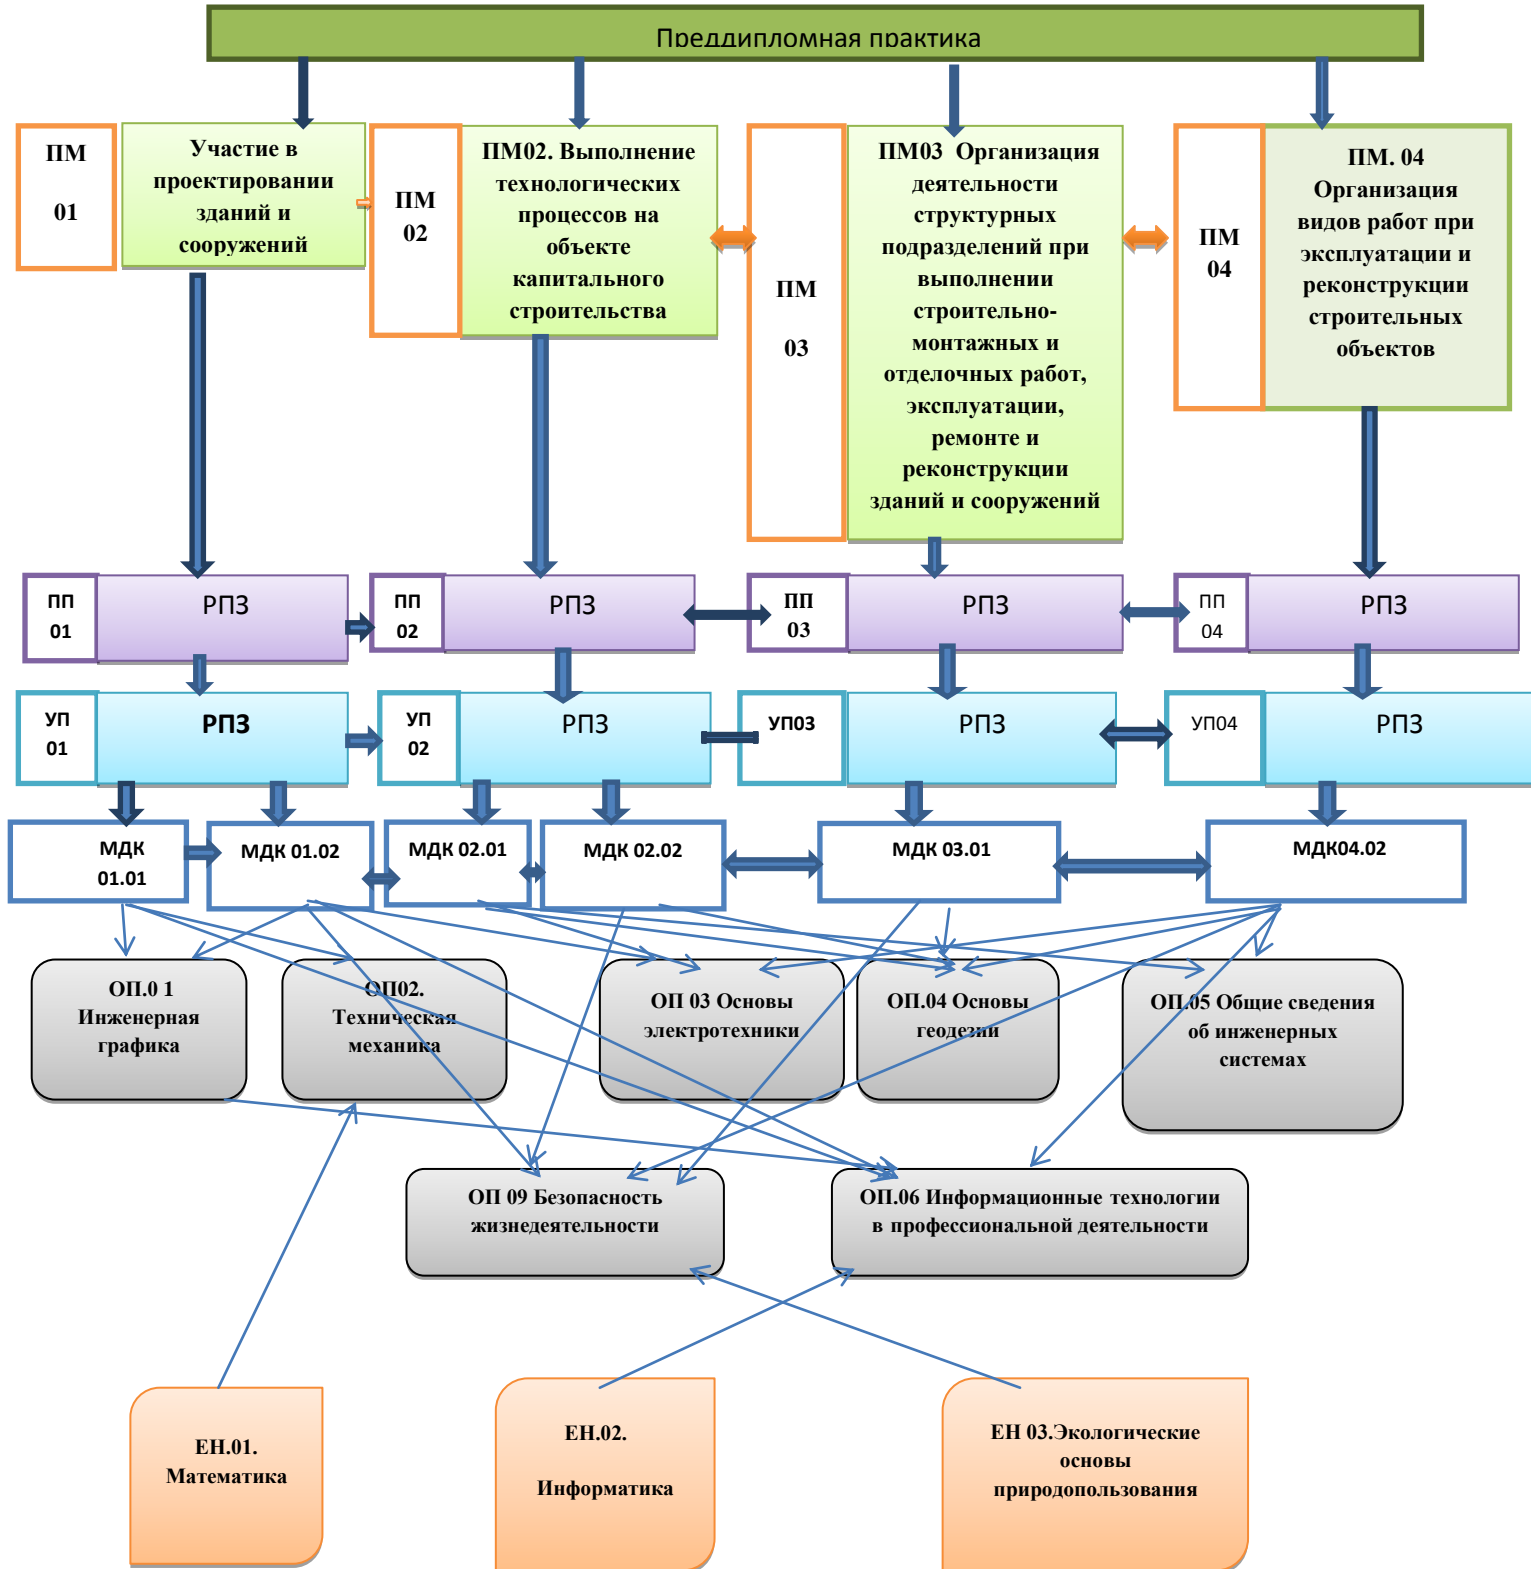 Преддипломная практика
ПМ
01
Участие в
проектировании
зданий и
сооружений
ПМ
02
ПМ02. Выполнение
технологических
процессов на
объекте
капитального
строительства
ПМ
03
ПМ03 Организация
деятельности
структурных
подразделений при
выполнении
строительно-
монтажных и
отделочных работ,
эксплуатации,
ремонте и
реконструкции
зданий и сооружений
ПМ
04
ПМ. 04
Организация
видов работ при
эксплуатации и
реконструкции
строительных
объектов
ПП
01
РПЗ
ПП
02
РПЗ
ПП
03
РПЗ
ПП
04
РПЗ
УП
01
РПЗ
УП
02
РПЗ
УП03
РПЗ
УП04
РПЗ
МДК
01.01
МДК 01.02
МДК 02.01
МДК 02.02
МДК 03.01
МДК04.02
ОП.0 1
Инженерная
графика
ОП02.
Техническая
механика
ОП 03 Основы
электротехники
ОП.04 Основы
геодезии
ОП.05 Общие сведения
об инженерных
системах
ОП 09 Безопасность
жизнедеятельности
ОП.06 Информационные технологии
в профессиональной деятельности
ЕН.01.
Математика
ЕН.02.
Информатика
ЕН 03.Экологические
основы
природопользования